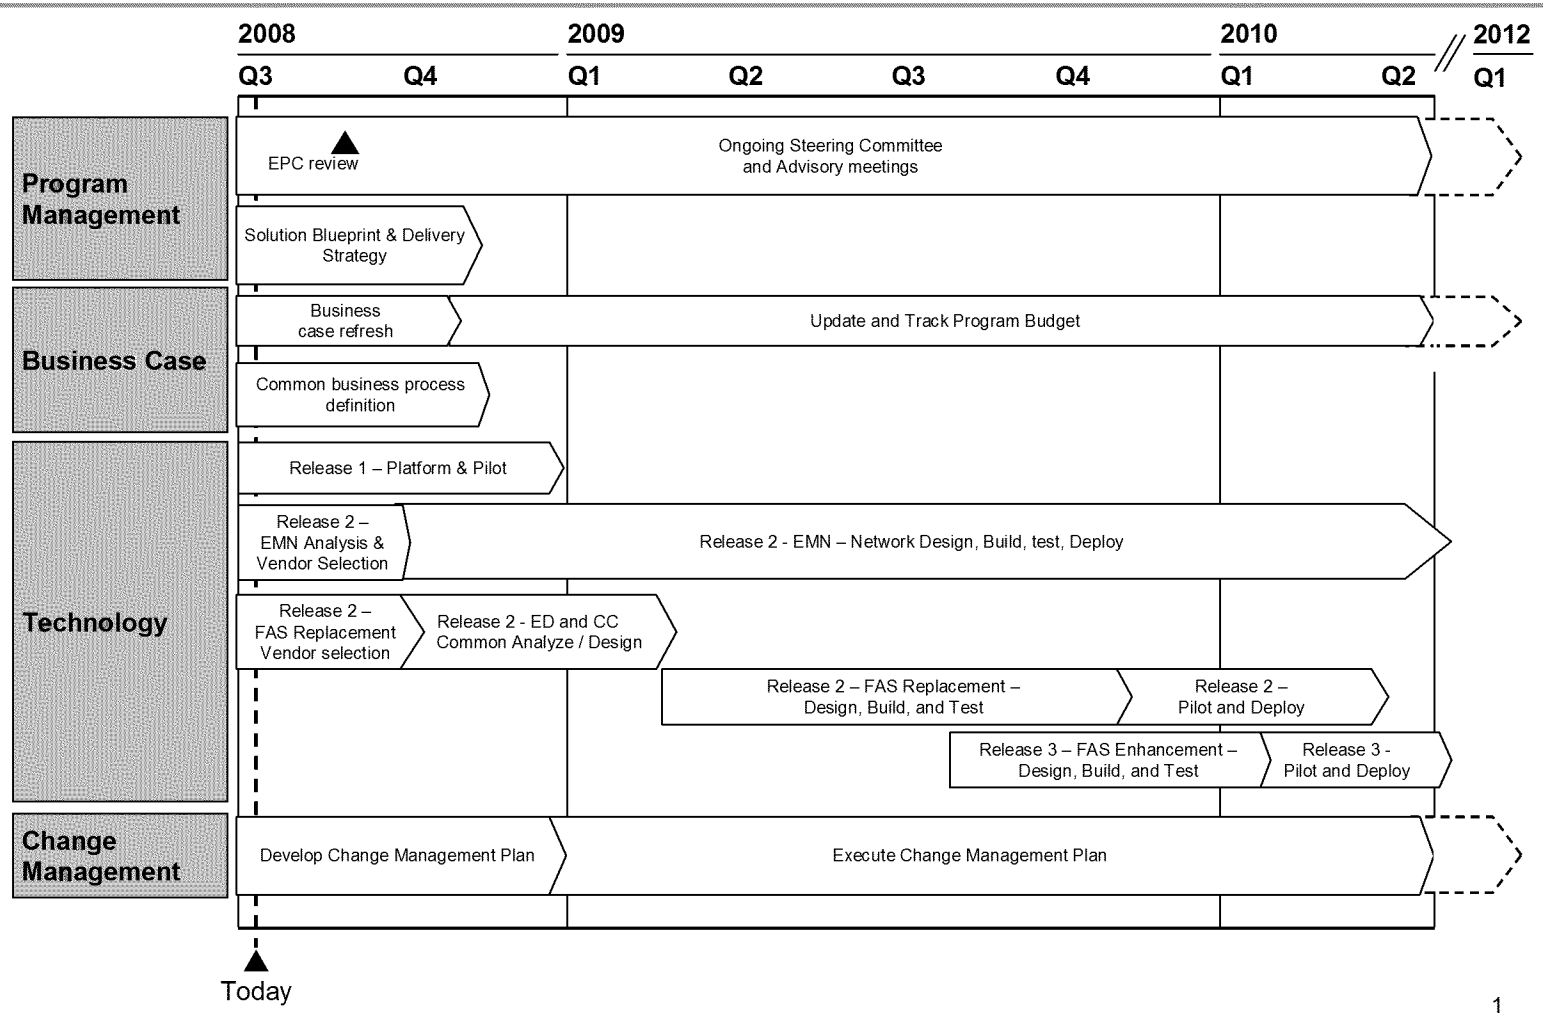 2008 2009 2010 2012
Q3 Q4 Q1 Q2 Q3 Q4 Q1 Q2 Q1
Program
Management
EPC review
Ongoing Steering Committee
and Advisory meetings
Solution Blueprint & Delivery
Strategy
Business Case
Business
case refresh
Update and Track Program Budget
Common business process
definition
Technology
Release 1 – Platform & Pilot
Release 2 –
EMN Analysis &
Vendor Selection
Release 2 - EMN – Network Design, Build, test, Deploy
Release 2 –
FAS Replacement
Vendor selection
Release 2 - ED and CC
Common Analyze / Design
Release 2 – FAS Replacement –
Design, Build, and Test
Release 2 –
Pilot and Deploy
Release 3 – FAS Enhancement –
Design, Build, and Test
Release 3 -
Pilot and Deploy
Change
Management
Develop Change Management Plan
Execute Change Management Plan
Today
1